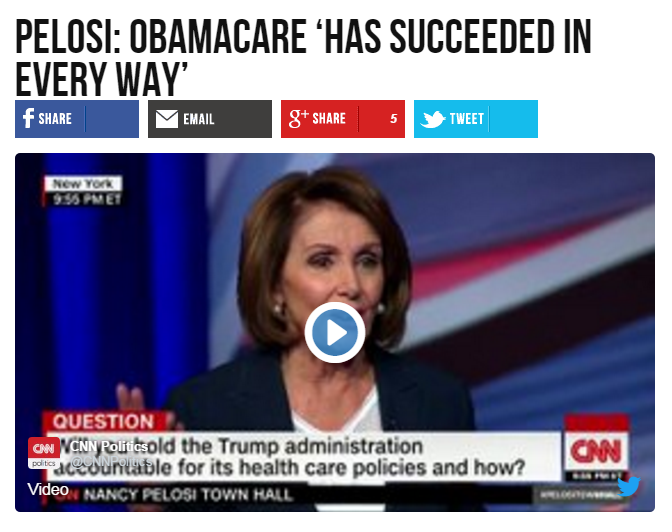 PELOSI: OBAMACARE ‘HAS SUCCEEDED IN
EVERY WAY’
SHARE
EMAIL
g+ SHARE 5
TWEET
New York
9:55 PM ET
QUESTION
CNN Politics
old the Trump administration
CNN
politics
@CNNPolitics
for its health care policies and how?
CNN
Video
NANCY PELOSI TOWN HALL